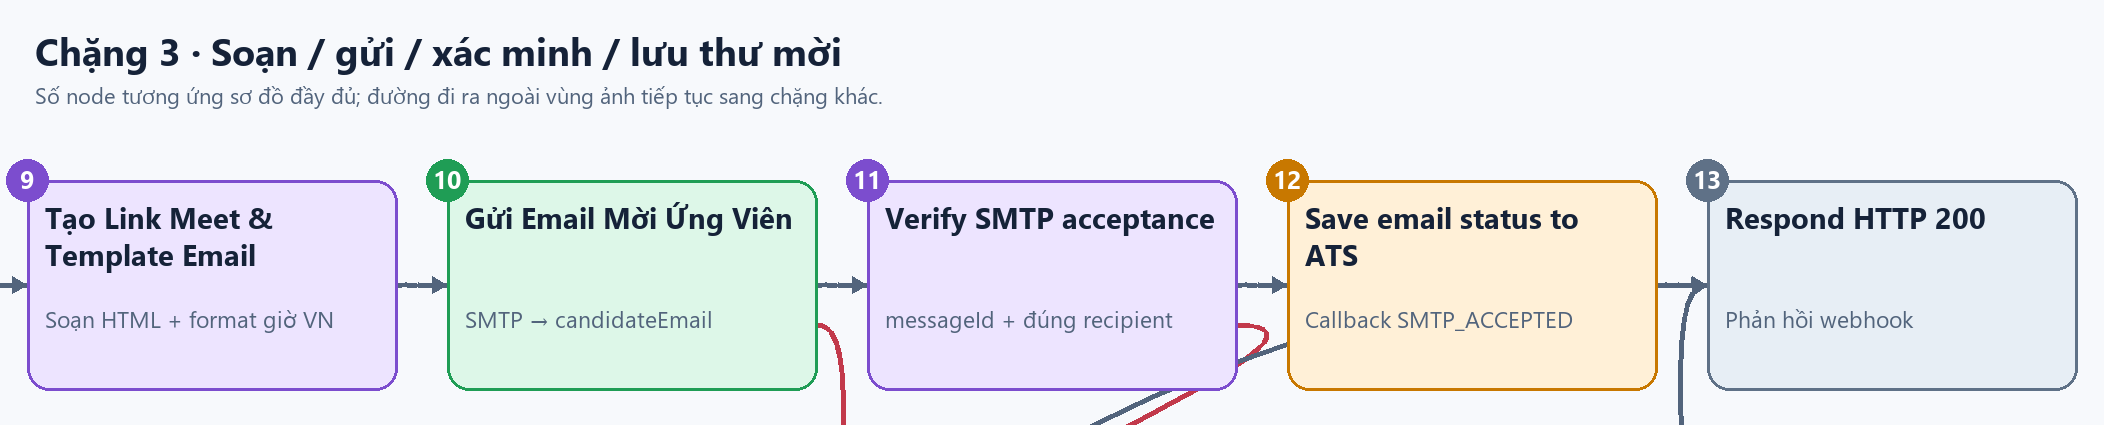 Chặng 3 · Soạn / gửi / xác minh / lưu thư mời
Số node tương ứng sơ đồ đầy đủ; đường đi ra ngoài vùng ảnh tiếp tục sang chặng khác.
9
Tạo Link Meet &
Template Email
Soạn HTML + format giờ VN
10
Gửi Email Mời Ứng Viên
SMTP → candidateEmail
11
Verify SMTP acceptance
messageId + đúng recipient
12
Save email status to
ATS
Callback SMTP_ACCEPTED
13
Respond HTTP 200
Phản hồi webhook